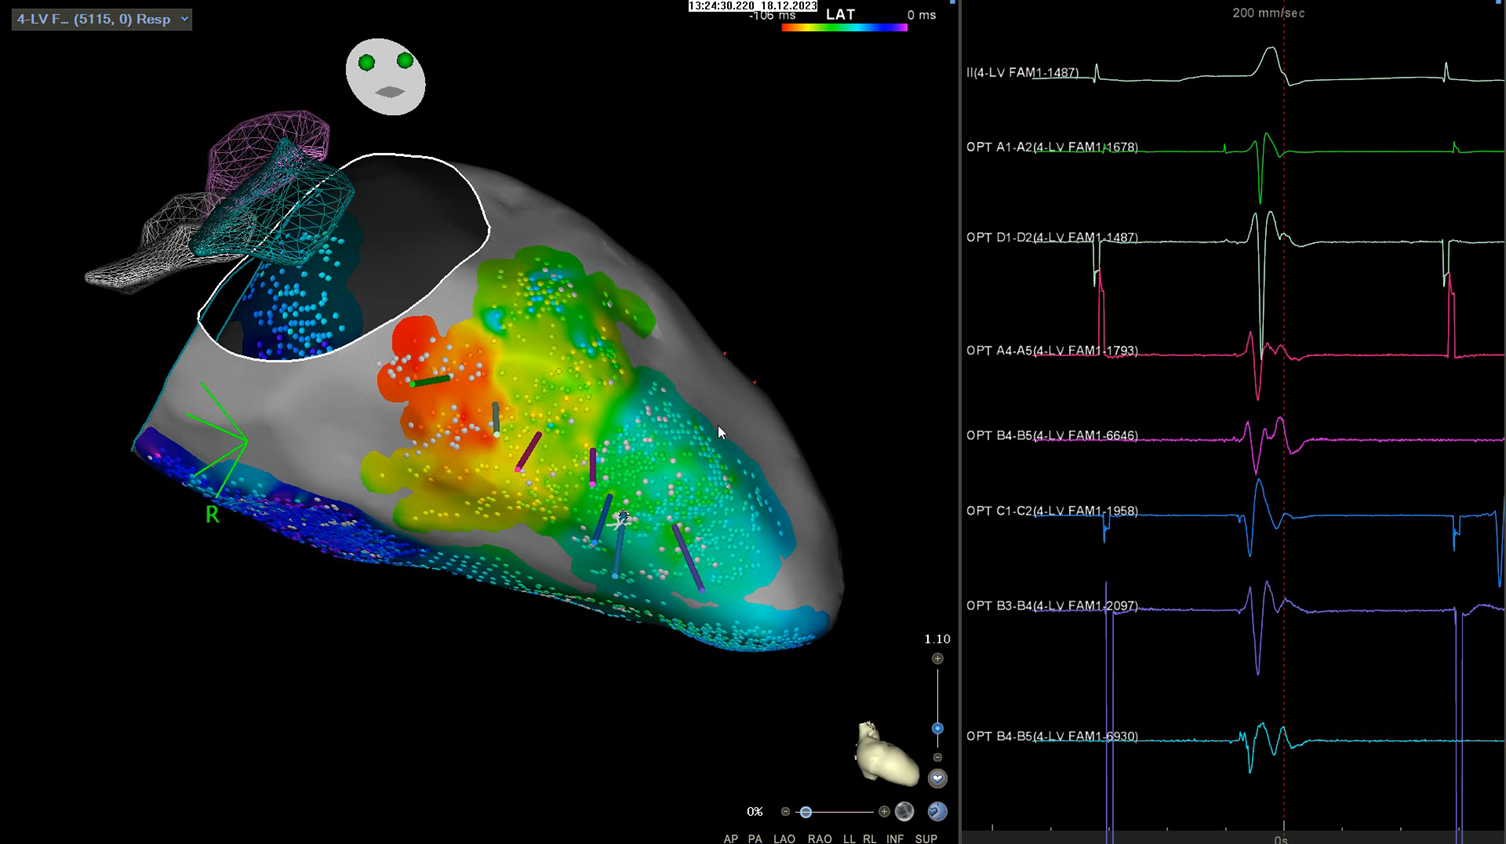 4-LV F... (5115, 0) Resp
13:24:30.220_18.12.2023
-106 ms LAT 0 ms
R
1.10
0%
AP PA LAO RAO LL RL INF SUP
200 mm/sec
II(4-LV FAM1-1487)
OPT A1-A2(4-LV FAM1-1678)
OPT D1-D2(4-LV FAM1-1487)
OPT A4-A5(4-LV FAM1-1793)
OPT B4-B5(4-LV FAM1-6646)
OPT C1-C2(4-LV FAM1-1958)
OPT B3-B4(4-LV FAM1-2097)
OPT B4-B5(4-LV FAM1-6930)
0s